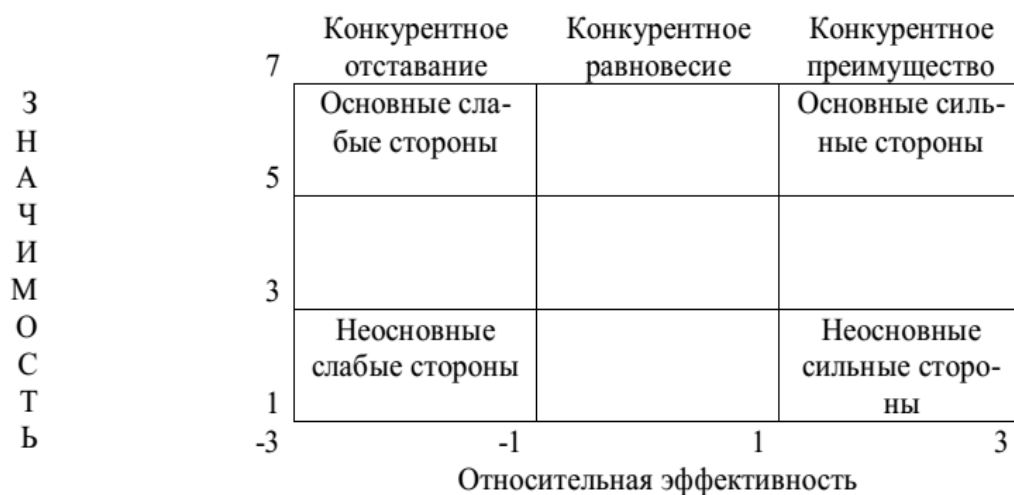 Конкурентное Конкурентное Конкурентное
7 отставание равновесие преимущество
З Основные сла- Основные силь-
Н бые стороны ные стороны
А 5
Ч
И
М 3
О Неосновные Неосновные
С слабые стороны сильные сторо-
Т 1 ны
Ь -3 -1 1 3
Относительная эффективность